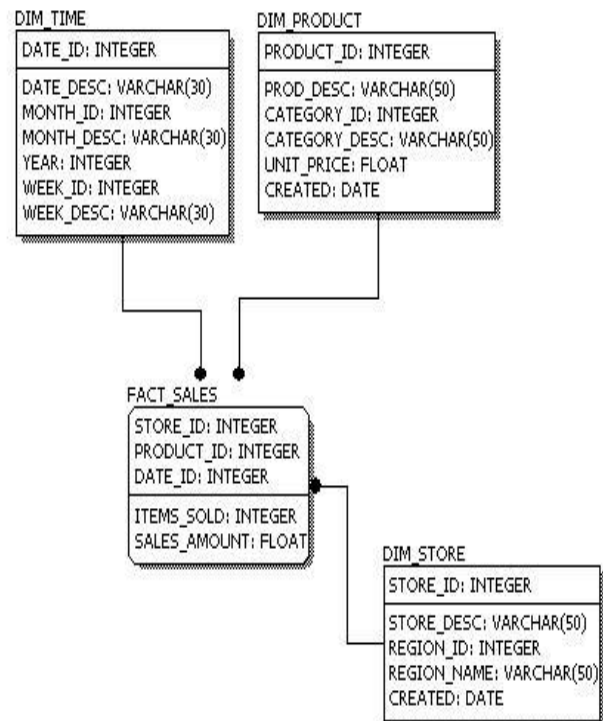 DIM_TIME
DATE_ID: INTEGER
DATE_DESC: VARCHAR(30)
MONTH_ID: INTEGER
MONTH_DESC: VARCHAR(30)
YEAR: INTEGER
WEEK_ID: INTEGER
WEEK_DESC: VARCHAR(30)
DIM_PRODUCT
PRODUCT_ID: INTEGER
PROD_DESC: VARCHAR(50)
CATEGORY_ID: INTEGER
CATEGORY_DESC: VARCHAR(50)
UNIT_PRICE: FLOAT
CREATED: DATE
FACT_SALES
STORE_ID: INTEGER
PRODUCT_ID: INTEGER
DATE_ID: INTEGER
ITEMS_SOLD: INTEGER
SALES_AMOUNT: FLOAT
DIM_STORE
STORE_ID: INTEGER
STORE_DESC: VARCHAR(50)
REGION_ID: INTEGER
REGION_NAME: VARCHAR(50)
CREATED: DATE